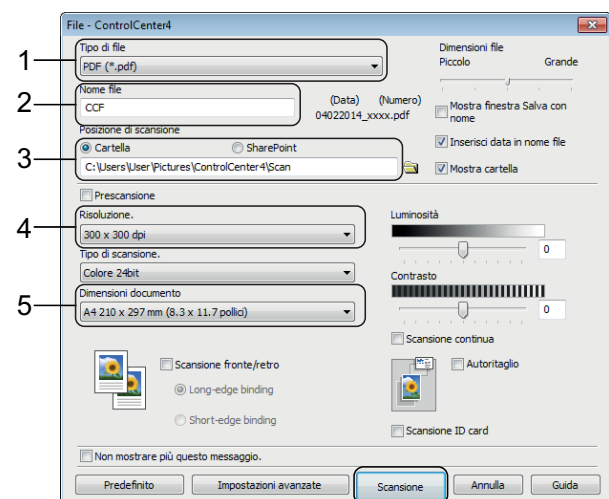 File - ControlCenter4
1
Tipo di file
PDF (*.pdf)
Dimensioni file
Piccolo Grande
2
Nome file
CCF
(Data) (Numero)
04022014_xxxx.pdf
Mostra finestra Salva con
nome
Posizione di scansione
Inserisci data in nome file
3
Cartella SharePoint
C:\Users\User\Pictures\ControlCenter4\Scan
Mostra cartella
Prescansione
4
Risoluzione.
300 x 300 dpi
Luminosità
0
Tipo di scansione.
Colore 24bit
Contrasto
0
5
Dimensioni documento
A4 210 x 297 mm (8.3 x 11.7 pollici)
Scansione continua
Scansione fronte/retro
Long-edge binding
Short-edge binding
Autoritaglio
Scansione ID card
Non mostrare più questo messaggio.
Predefinito Impostazioni avanzate Scansione Annulla Guida